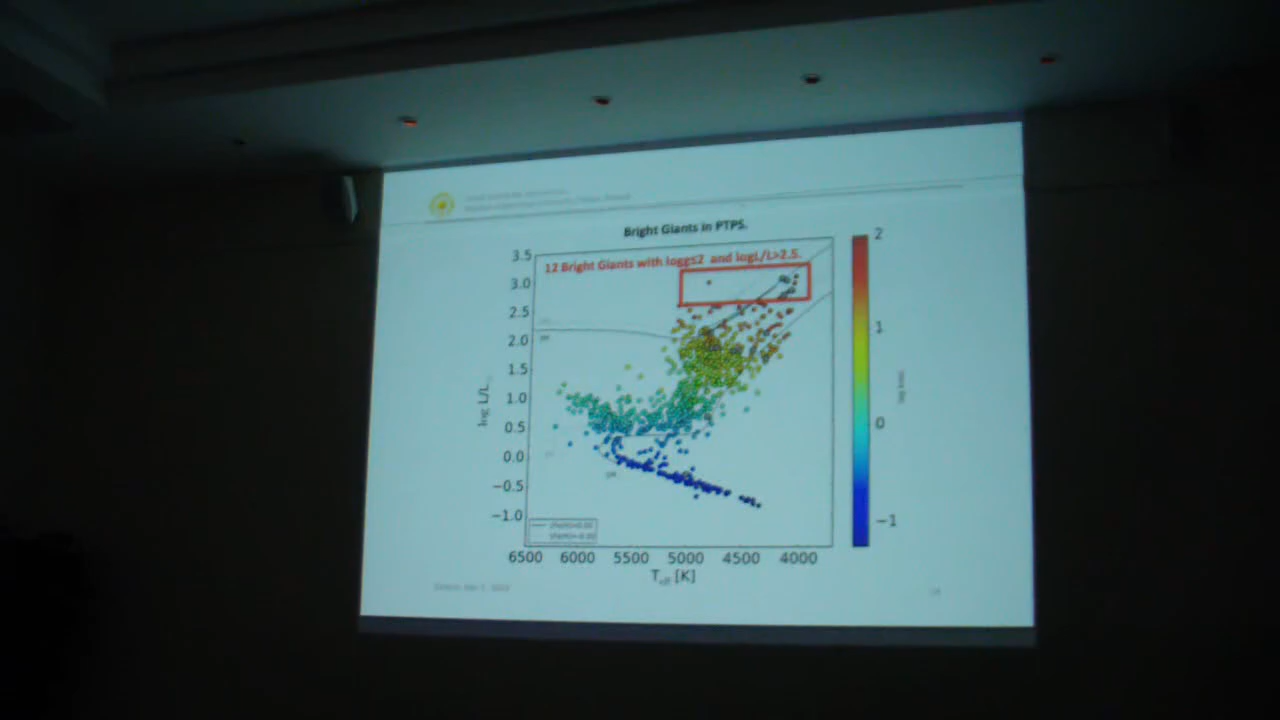 Bright Giants in PTPS.
12 Bright Giants with logg≤2 and logL/L>2.5.
3.5
3.0
2.5
2.0
1.5
1.0
0.5
0.0
−0.5
−1.0
log L/L
6500 6000 5500 5000 4500 4000
T eff [K]
2
1
0
−1